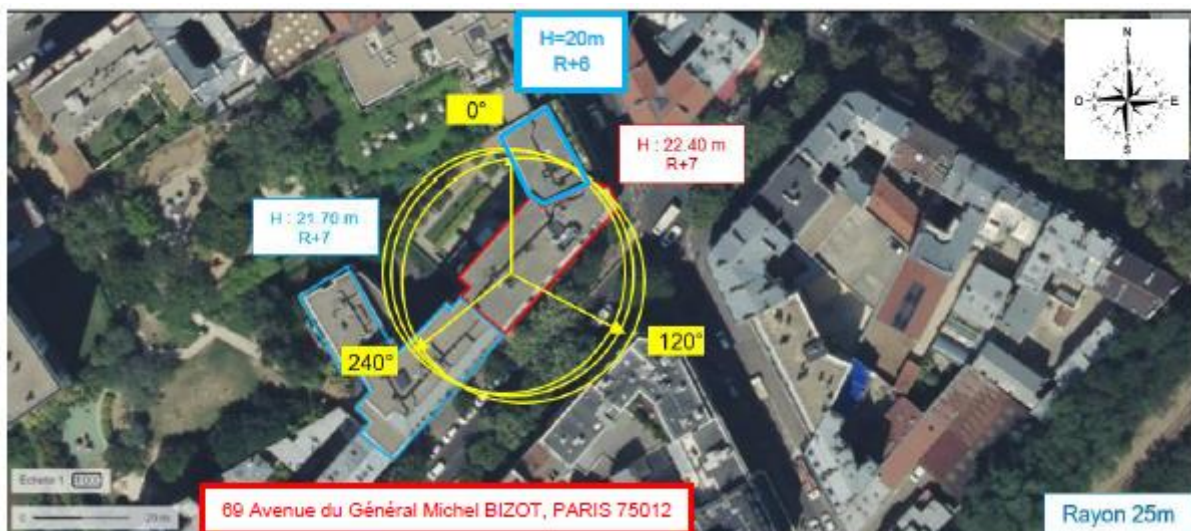 H=20m
R+6
N
O
E
S
0°
H : 22.40 m
R+7
H : 21.70 m
R+7
240°
120°
0
69 Avenue du Général Michel BIZOT, PARIS 75012
Rayon 25m